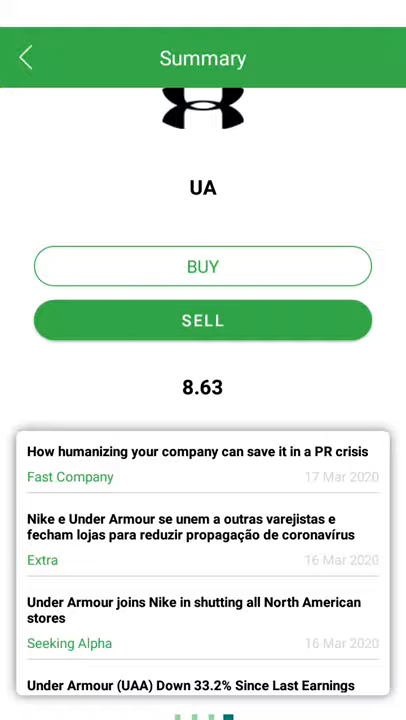 Summary
UA
BUY
SELL
8.63
How humanizing your company can save it in a PR crisis
Fast Company
17 Mar 2020
Nike e Under Armour se unem a outras varejistas e
fecham lojas para reduzir propagação de coronavírus
Extra
16 Mar 2020
Under Armour joins Nike in shutting all North American
stores
Seeking Alpha
16 Mar 2020
Under Armour (UAA) Down 33.2% Since Last Earnings